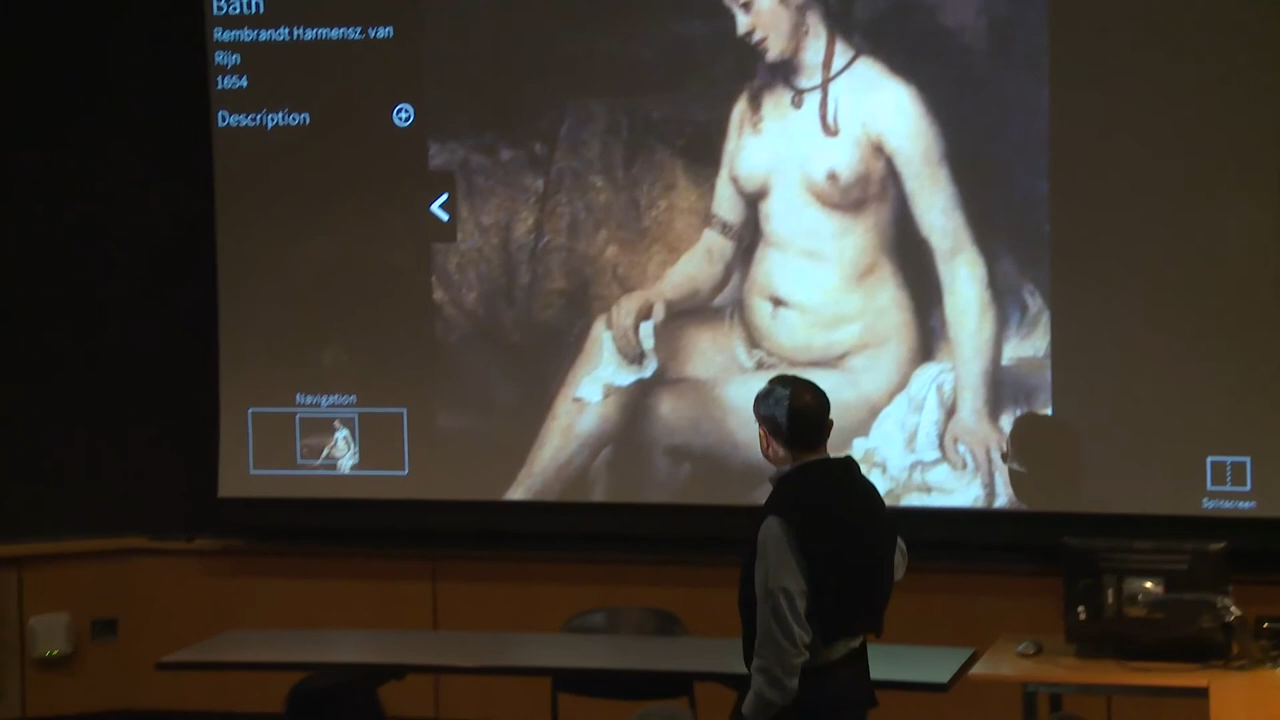 Bath
Rembrandt Harmensz. van
Rijn
1654
Description
Navigation
Splitscreen